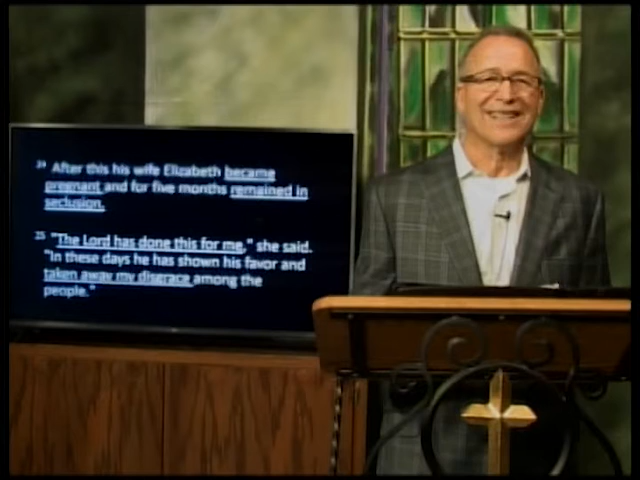 24 After this his wife Elizabeth became
pregnant and for five months remained in
seclusion.
25 "The Lord has done this for me," she said.
"In these days he has shown his favor and
taken away my disgrace among the
people."